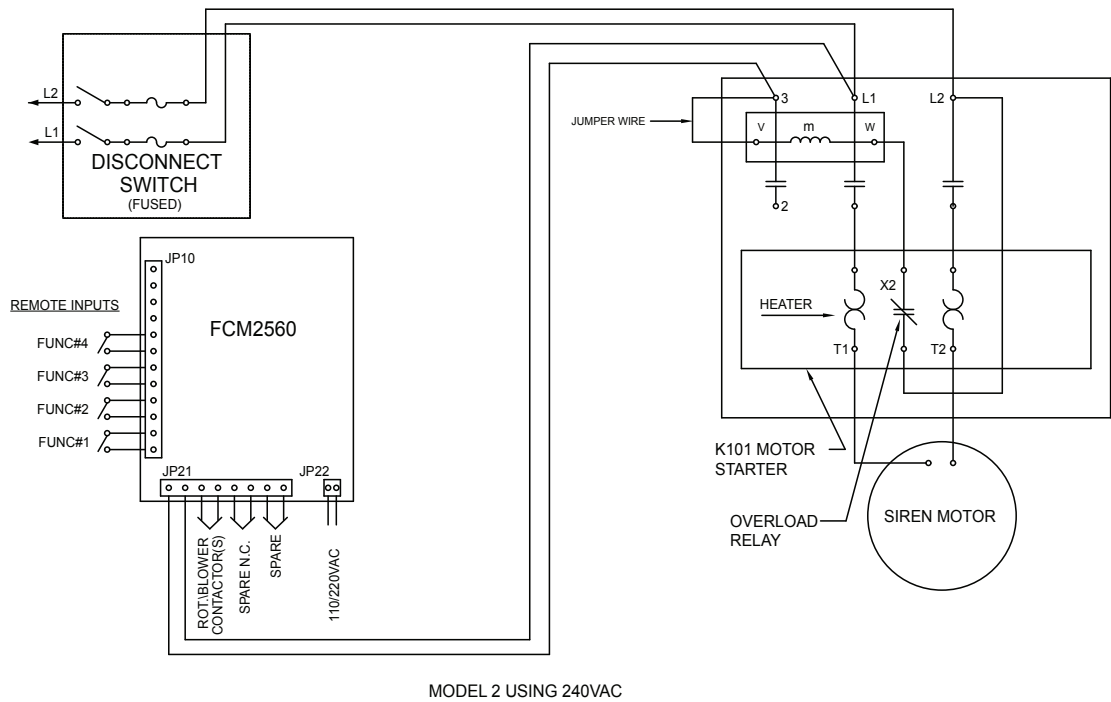 L2
L1
DISCONNECT
SWITCH
(FUSED)
JUMPER WIRE
3
L1
L2
V
m
W
2
JP10
REMOTE INPUTS
FCM2560
FUNC#4
FUNC#3
FUNC#2
FUNC#1
HEATER
X2
T1
T2
JP21
JP22
K101 MOTOR
STARTER
ROT.\BLOWER
CONTACTOR(S)
SPARE N.C.
SPARE
110/220VAC
OVERLOAD
RELAY
SIREN MOTOR
MODEL 2 USING 240VAC